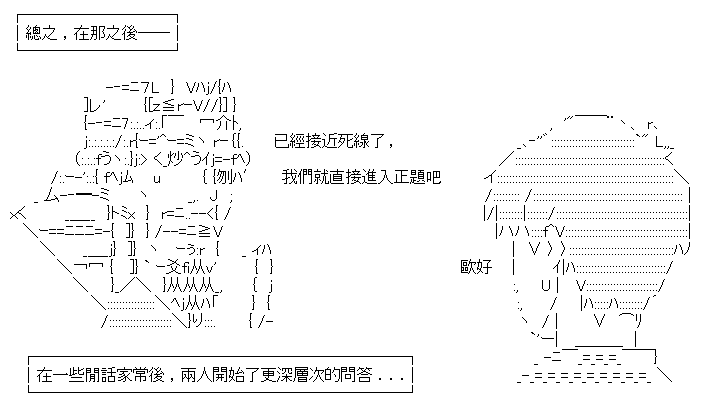 總之，在那之後——
已經接近死線了，
我們就直接進入正題吧
歐好
在一些閒話家常後，兩人開始了更深層次的問答...